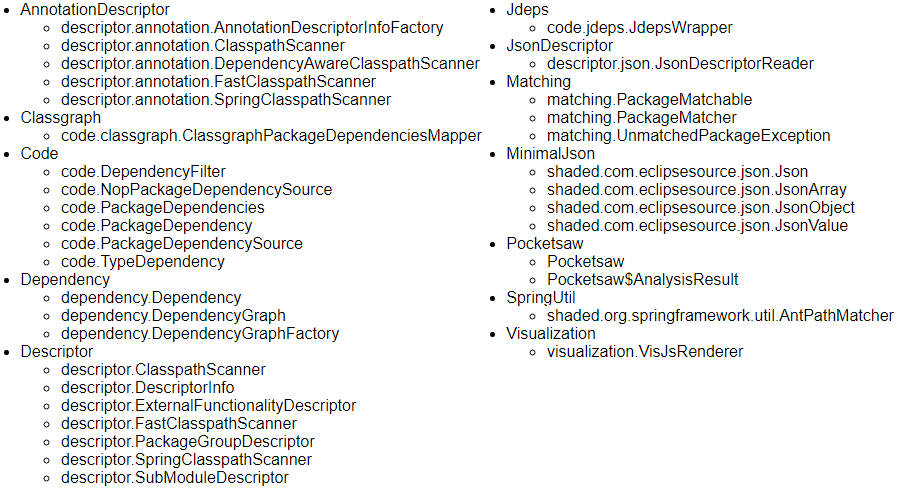 AnnotationDescriptor
descriptor.annotation.AnnotationDescriptorInfoFactory
descriptor.annotation.ClasspathScanner
descriptor.annotation.DependencyAwareClasspathScanner
descriptor.annotation.FastClasspathScanner
descriptor.annotation.SpringClasspathScanner
Classgraph
code.classgraph.ClassgraphPackageDependenciesMapper
Code
code.DependencyFilter
code.NopPackageDependencySource
code.PackageDependencies
code.PackageDependency
code.PackageDependencySource
code.TypeDependency
Dependency
dependency.Dependency
dependency.DependencyGraph
dependency.DependencyGraphFactory
Descriptor
descriptor.ClasspathScanner
descriptor.DescriptorInfo
descriptor.ExternalFunctionalityDescriptor
descriptor.FastClasspathScanner
descriptor.PackageGroupDescriptor
descriptor.SpringClasspathScanner
descriptor.SubModuleDescriptor
Jdeps
code.jdeps.JdepsWrapper
JsonDescriptor
descriptor.json.JsonDescriptorReader
Matching
matching.PackageMatchable
matching.PackageMatcher
matching.UnmatchedPackageException
MinimalJson
shaded.com.eclipsesource.json.Json
shaded.com.eclipsesource.json.JsonArray
shaded.com.eclipsesource.json.JsonObject
shaded.com.eclipsesource.json.JsonValue
Pocketsaw
Pocketsaw
Pocketsaw$AnalysisResult
SpringUtil
shaded.org.springframework.util.AntPathMatcher
Visualization
visualization.VisJsRenderer